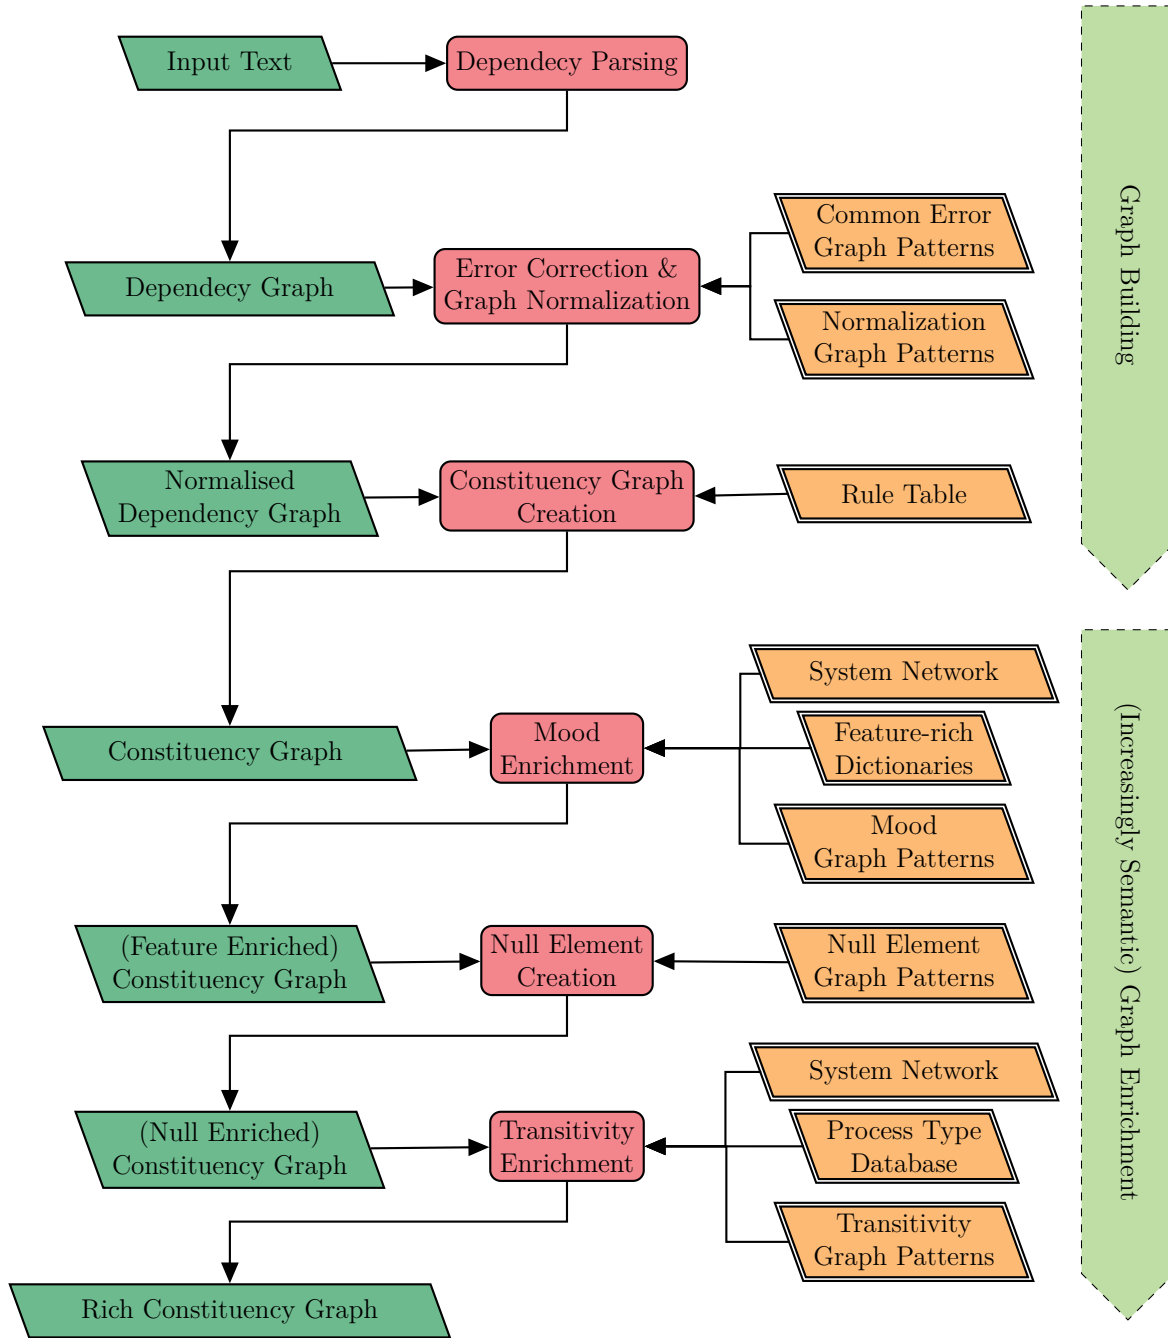 Input Text
Dependecy Parsing
Common Error
Graph Patterns
Dependecy Graph
Error Correction &
Graph Normalization
Normalization
Graph Patterns
Graph Building
Normalised
Dependency Graph
Constituency Graph
Creation
Rule Table
System Network
Constituency Graph
Mood
Enrichment
Feature-rich
Dictionaries
Mood
Graph Patterns
(Feature Enriched)
Constituency Graph
Null Element
Creation
Null Element
Graph Patterns
(Increasingly Semantic) Graph Enrichment
System Network
(Null Enriched)
Constituency Graph
Transitivity
Enrichment
Process Type
Database
Transitivity
Graph Patterns
Rich Constituency Graph